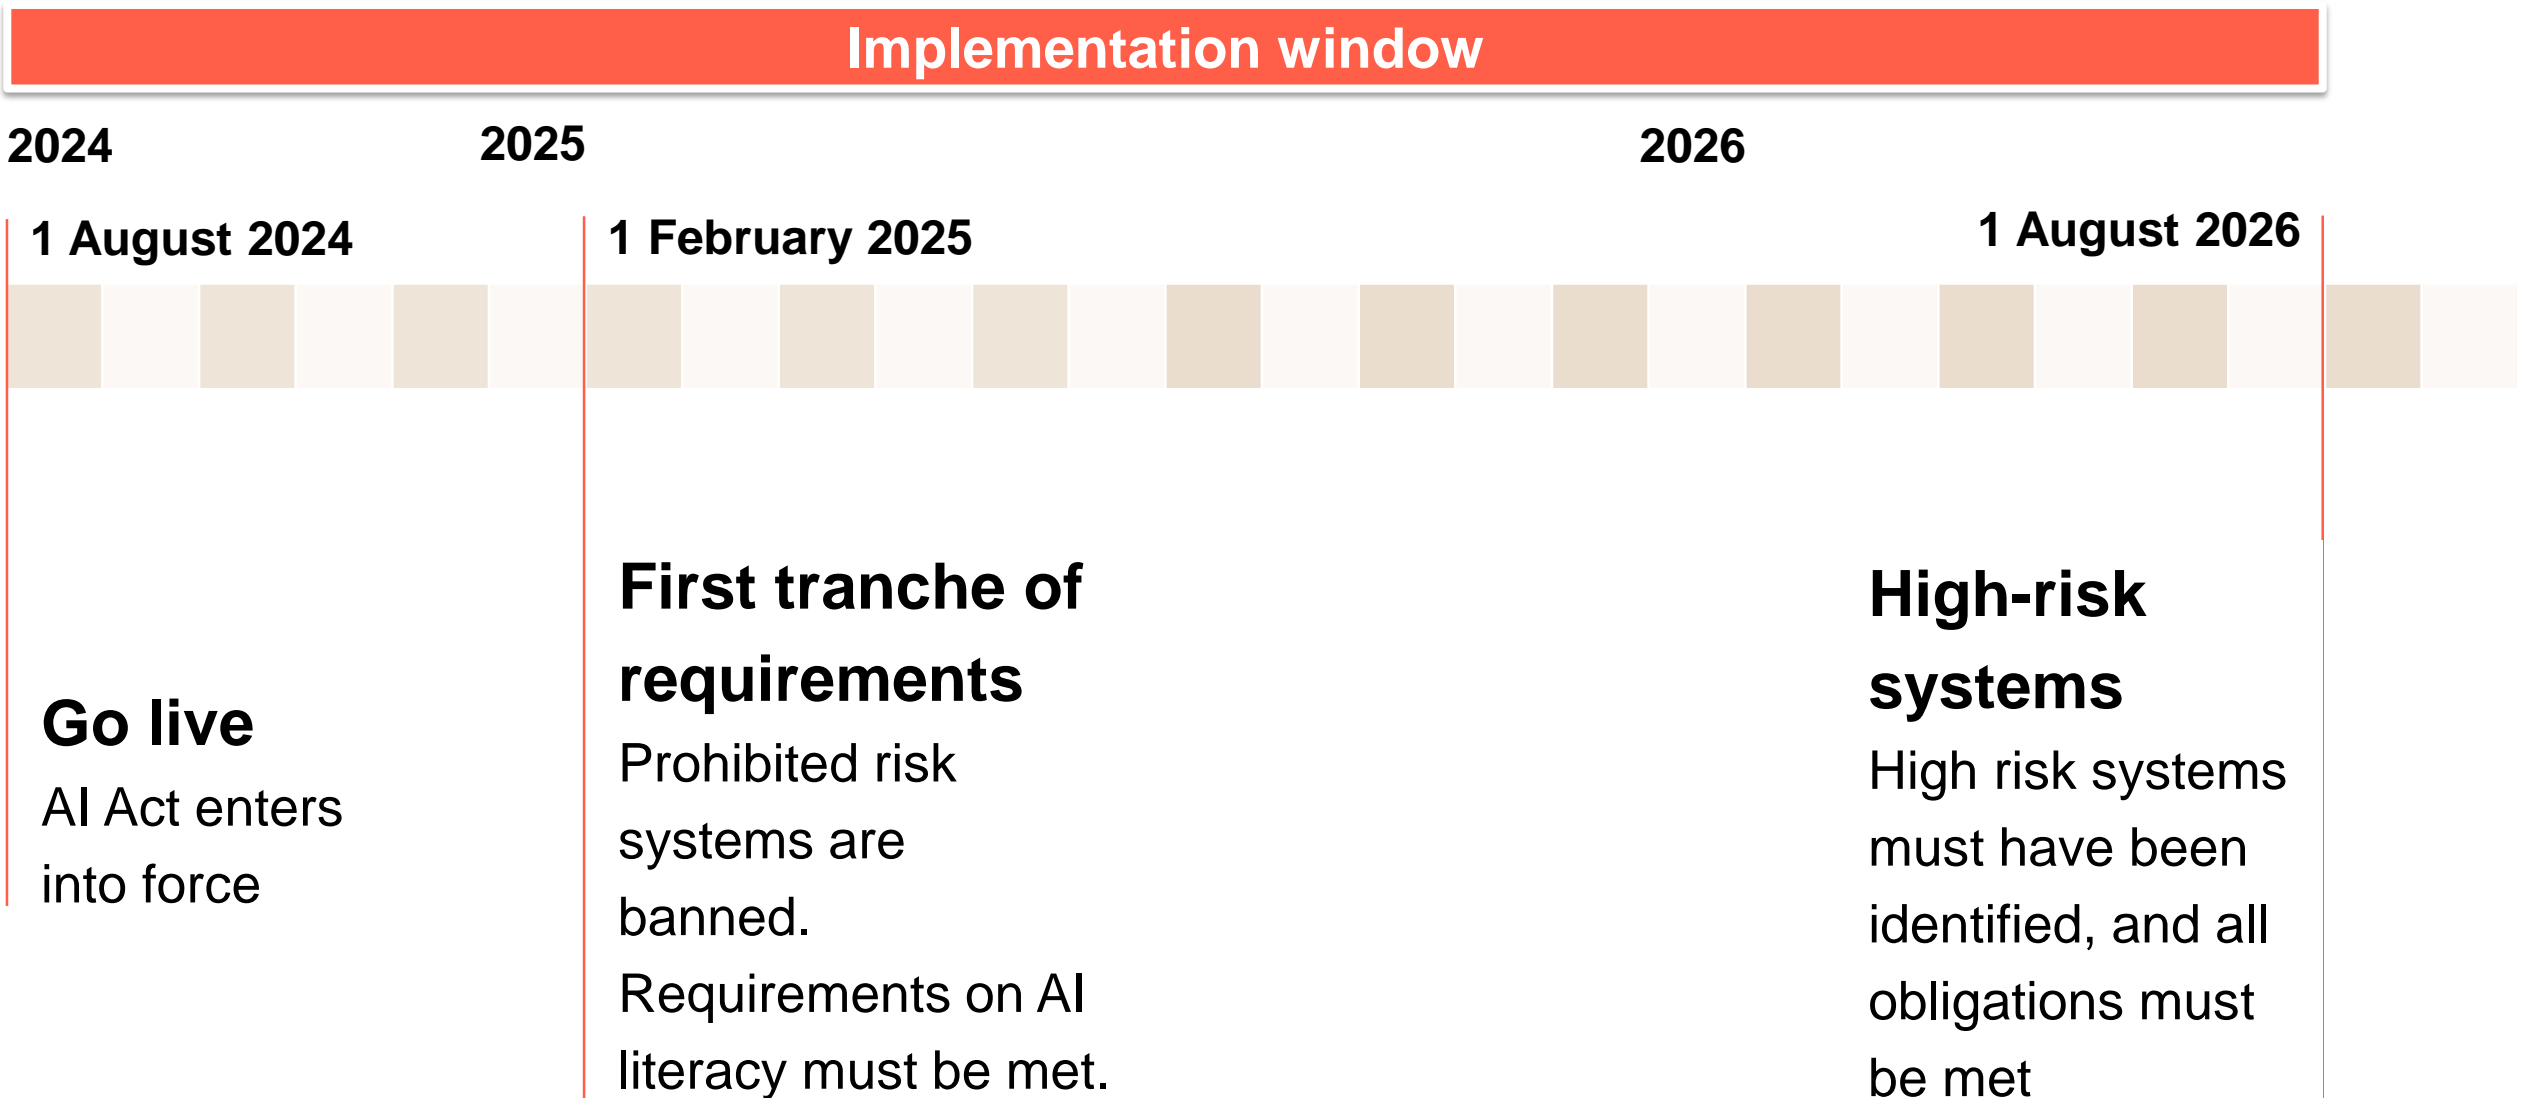 Implementation window
2024
2025
2026
1 August 2024
1 February 2025
1 August 2026
Go live
AI Act enters
into force
First tranche of
requirements
Prohibited risk
systems are
banned.
Requirements on AI
literacy must be met.
High-risk
systems
High risk systems
must have been
identified, and all
obligations must
be met